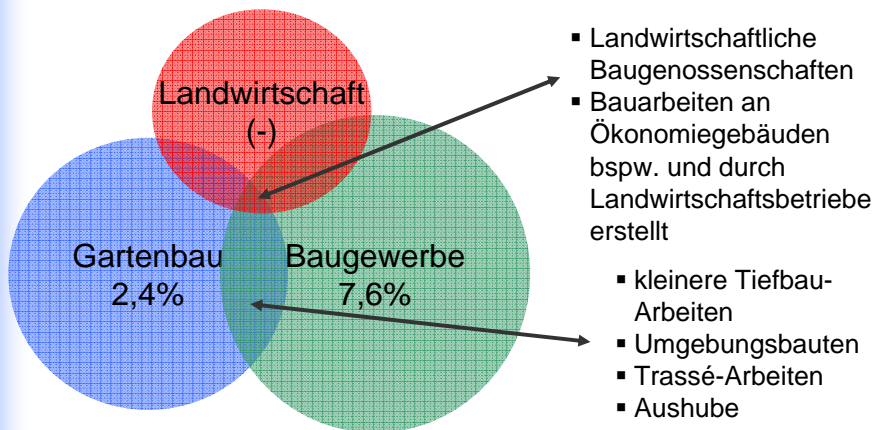 Landwirtschaft
(-)
Gartenbau
2,4%
Baugewerbe
7,6%
▪ Landwirtschaftliche
Baugenossenschaften
▪ Bauarbeiten an
Ökonomiegebäuden
bspw. und durch
Landwirtschaftsbetriebe
erstellt
▪ kleinere Tiefbau-
Arbeiten
▪ Umgebungsbauten
▪ Trassé-Arbeiten
▪ Aushube